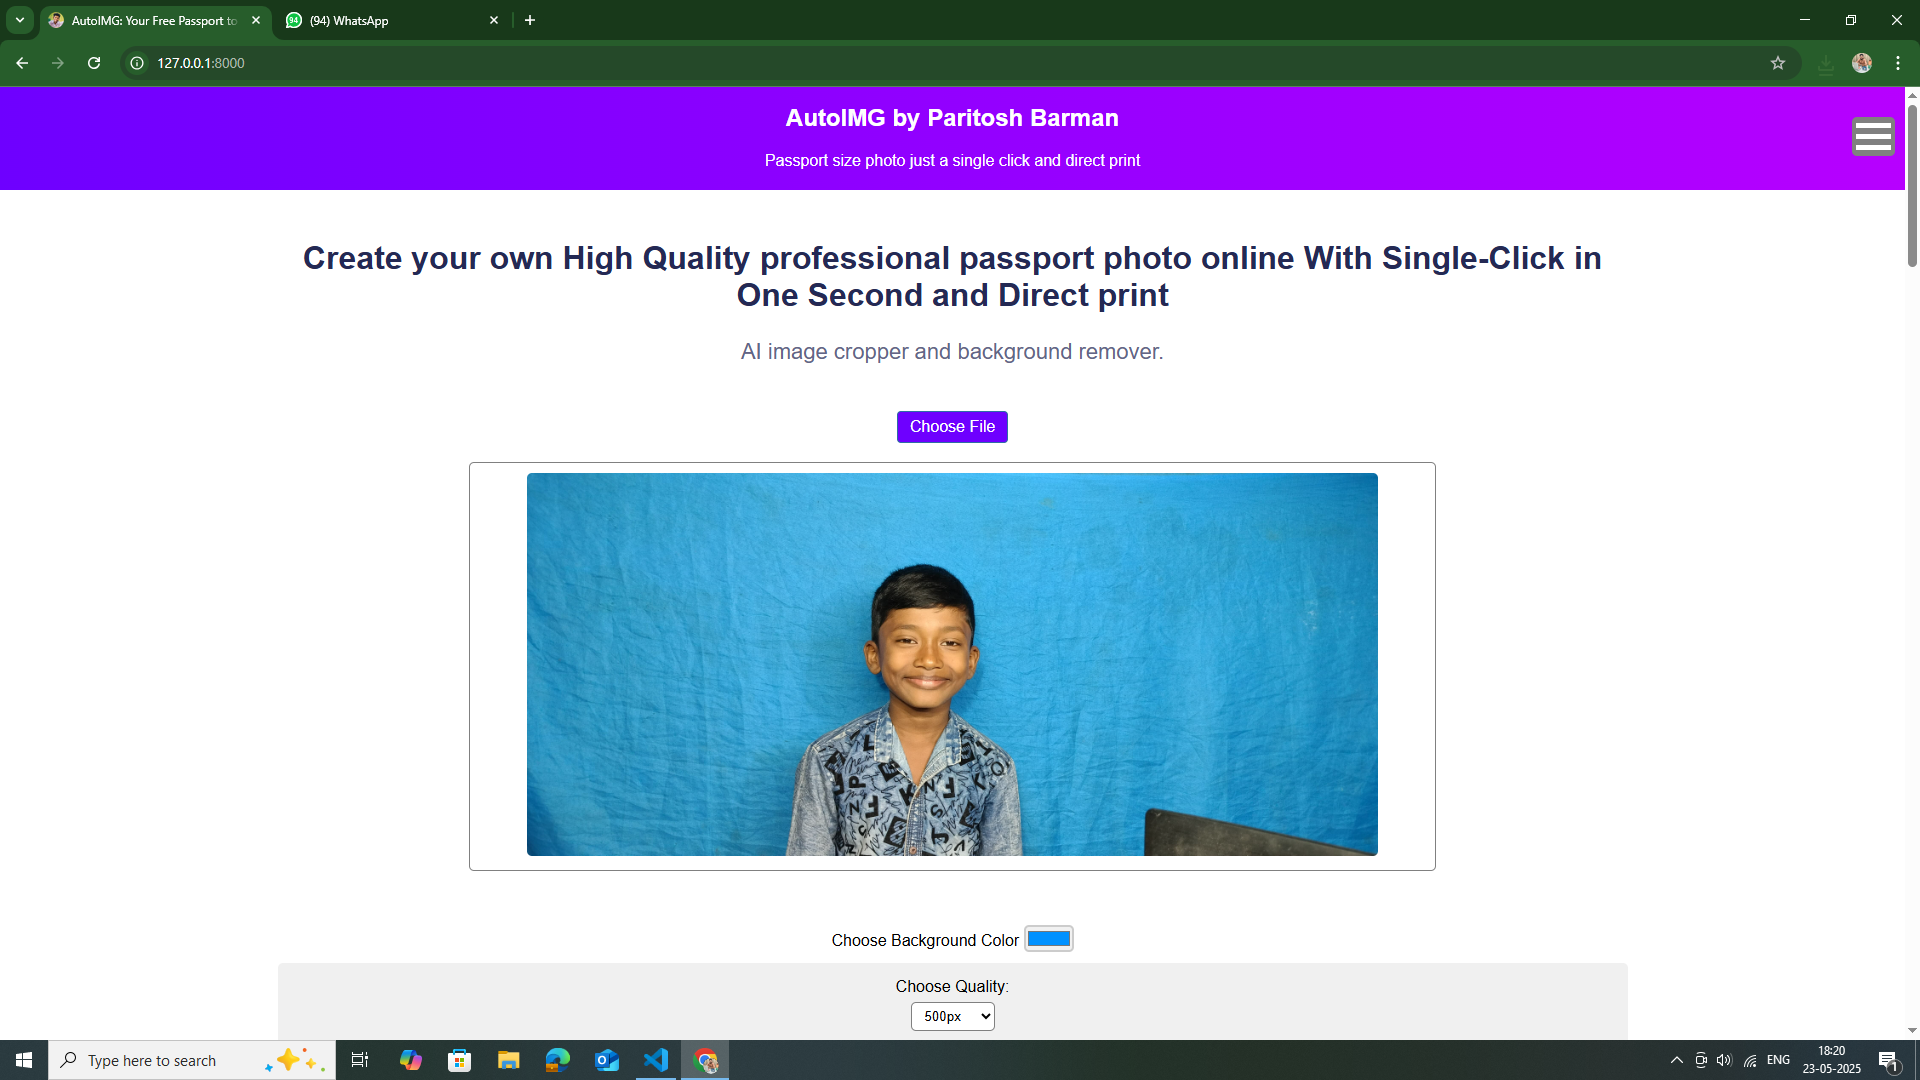 AutoIMG: Your Free Passport to
(94) WhatsApp
127.0.0.1:8000
AutoIMG by Paritosh Barman
Passport size photo just a single click and direct print
Create your own High Quality professional passport photo online With Single-Click in
One Second and Direct print
AI image cropper and background remover.
Choose File
Choose Background Color
Choose Quality:
500px
Type here to search
ENG
18:20
23-05-2025
1